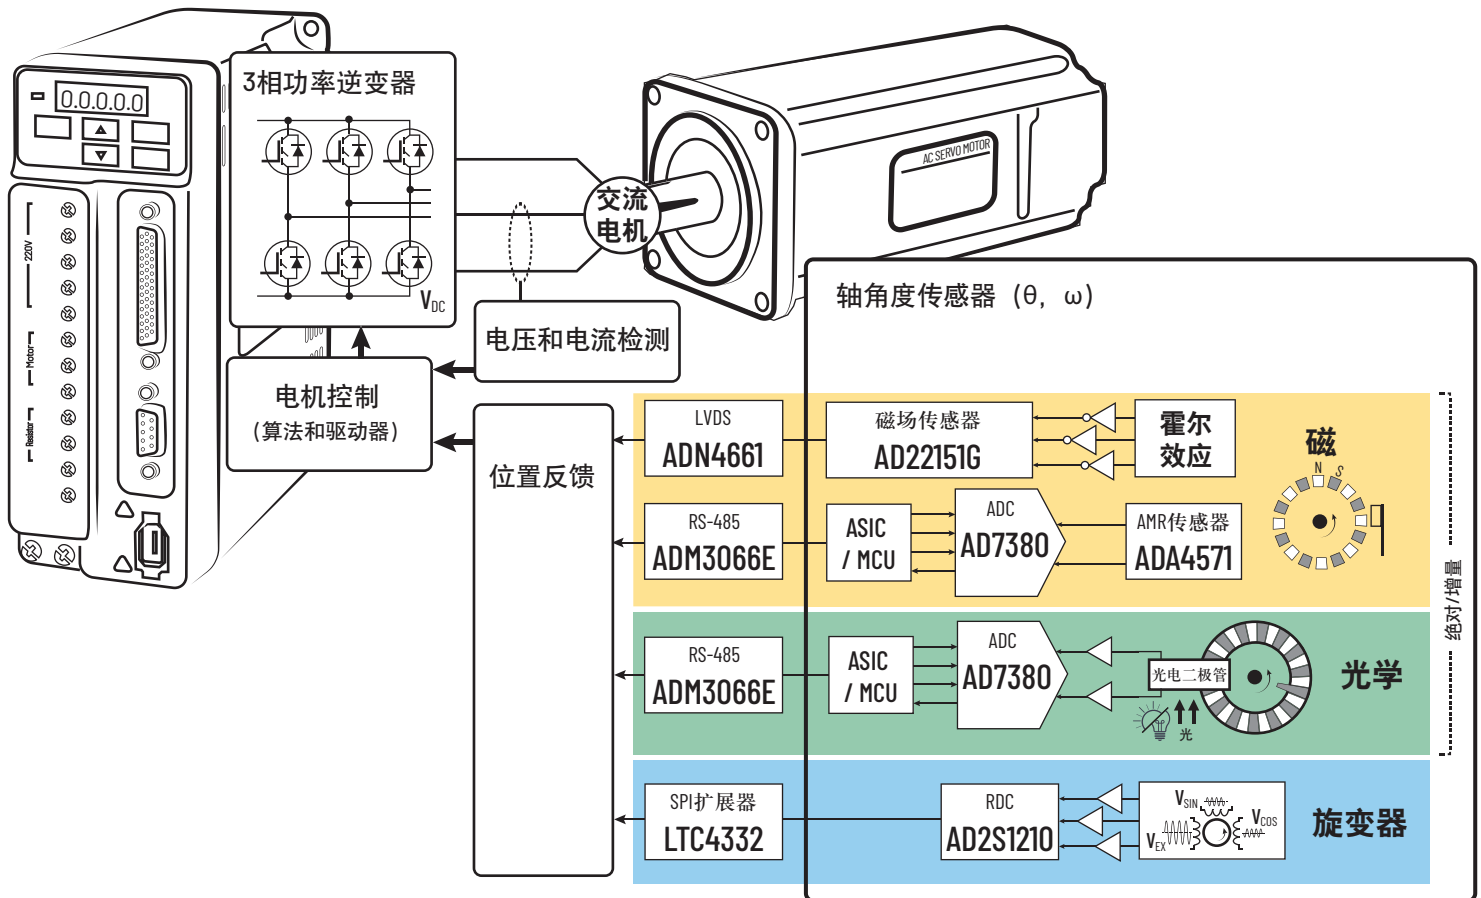 3相功率逆变器
0.0.0.0.0
V_DC
220V
Motor
Resistor
交流
电机
AC SERVO MOTOR
电压和电流检测
电机控制
(算法和驱动器)
位置反馈
轴角度传感器 (θ, ω)
LVDS
ADN4661
磁场传感器
AD22151G
霍尔
效应
磁
N S
RS-485
ADM3066E
ASIC
/ MCU
ADC
AD7380
AMR传感器
ADA4571
绝对/增量
RS-485
ADM3066E
ASIC
/ MCU
ADC
AD7380
光电二极管
光
光学
SPI扩展器
LTC4332
RDC
AD2S1210
V_SIN
V_COS
V_EX
旋变器